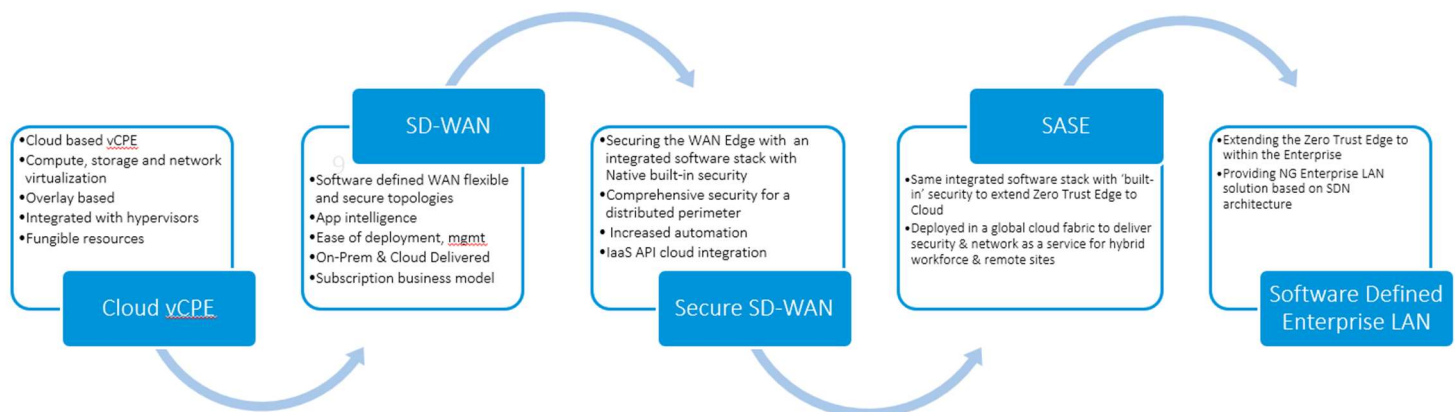 •Cloud based vCPE
•Compute, storage and network
virtualization
•Overlay based
•Integrated with hypervisors
•Fungible resources
Cloud vCPE
SD-WAN
9
•Software defined WAN flexible
and secure topologies
•App intelligence
•Ease of deployment, mgmt
•On-Prem & Cloud Delivered
•Subscription business model
•Securing the WAN Edge with an
integrated software stack with
Native built-in security
•Comprehensive security for a
distributed perimeter
• Increased automation
•IaaS API cloud integration
Secure SD-WAN
SASE
•Same integrated software stack with ‘built-
in’ security to extend Zero Trust Edge to
Cloud
•Deployed in a global cloud fabric to deliver
security & network as a service for hybrid
workforce & remote sites
•Extending the Zero Trust Edge to
within the Enterprise
•Providing NG Enterprise LAN
solution based on SDN
architecture
Software Defined
Enterprise LAN